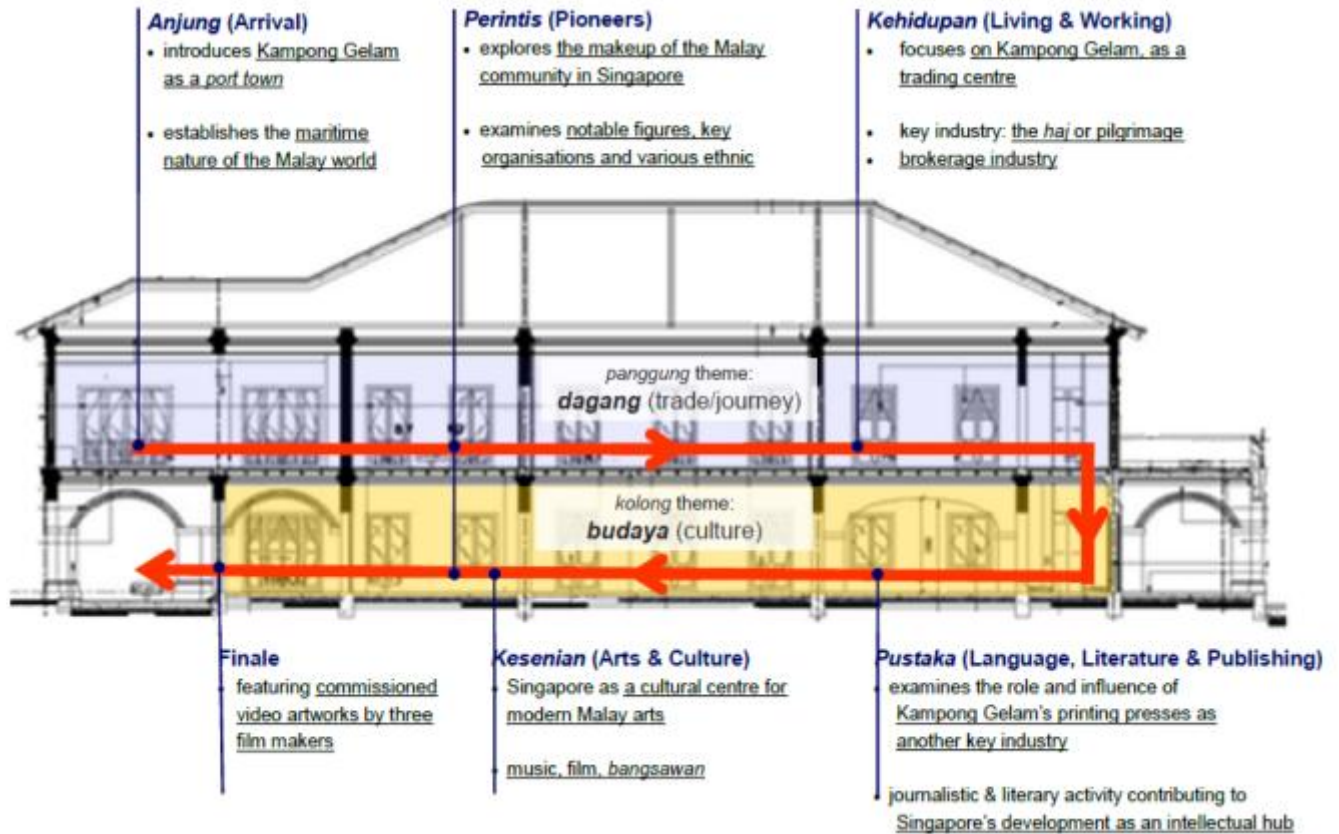 Anjung (Arrival)
• introduces Kampong Gelam
as a port town
• establishes the maritime
nature of the Malay world
Perintis (Pioneers)
• explores the makeup of the Malay
community in Singapore
• examines notable figures, key
organisations and various ethnic
Kehidupan (Living & Working)
• focuses on Kampong Gelam, as a
trading centre
• key industry: the haj or pilgrimage
• brokerage industry
panggung theme:
dagang (trade/journey)
kolong theme:
budaya (culture)
Finale
• featuring commissioned
video artworks by three
film makers
Kesenian (Arts & Culture)
• Singapore as a cultural centre for
modern Malay arts
• music, film, bangsawan
Pustaka (Language, Literature & Publishing)
• examines the role and influence of
Kampong Gelam's printing presses as
another key industry
• journalistic & literary activity contributing to
Singapore's development as an intellectual hub